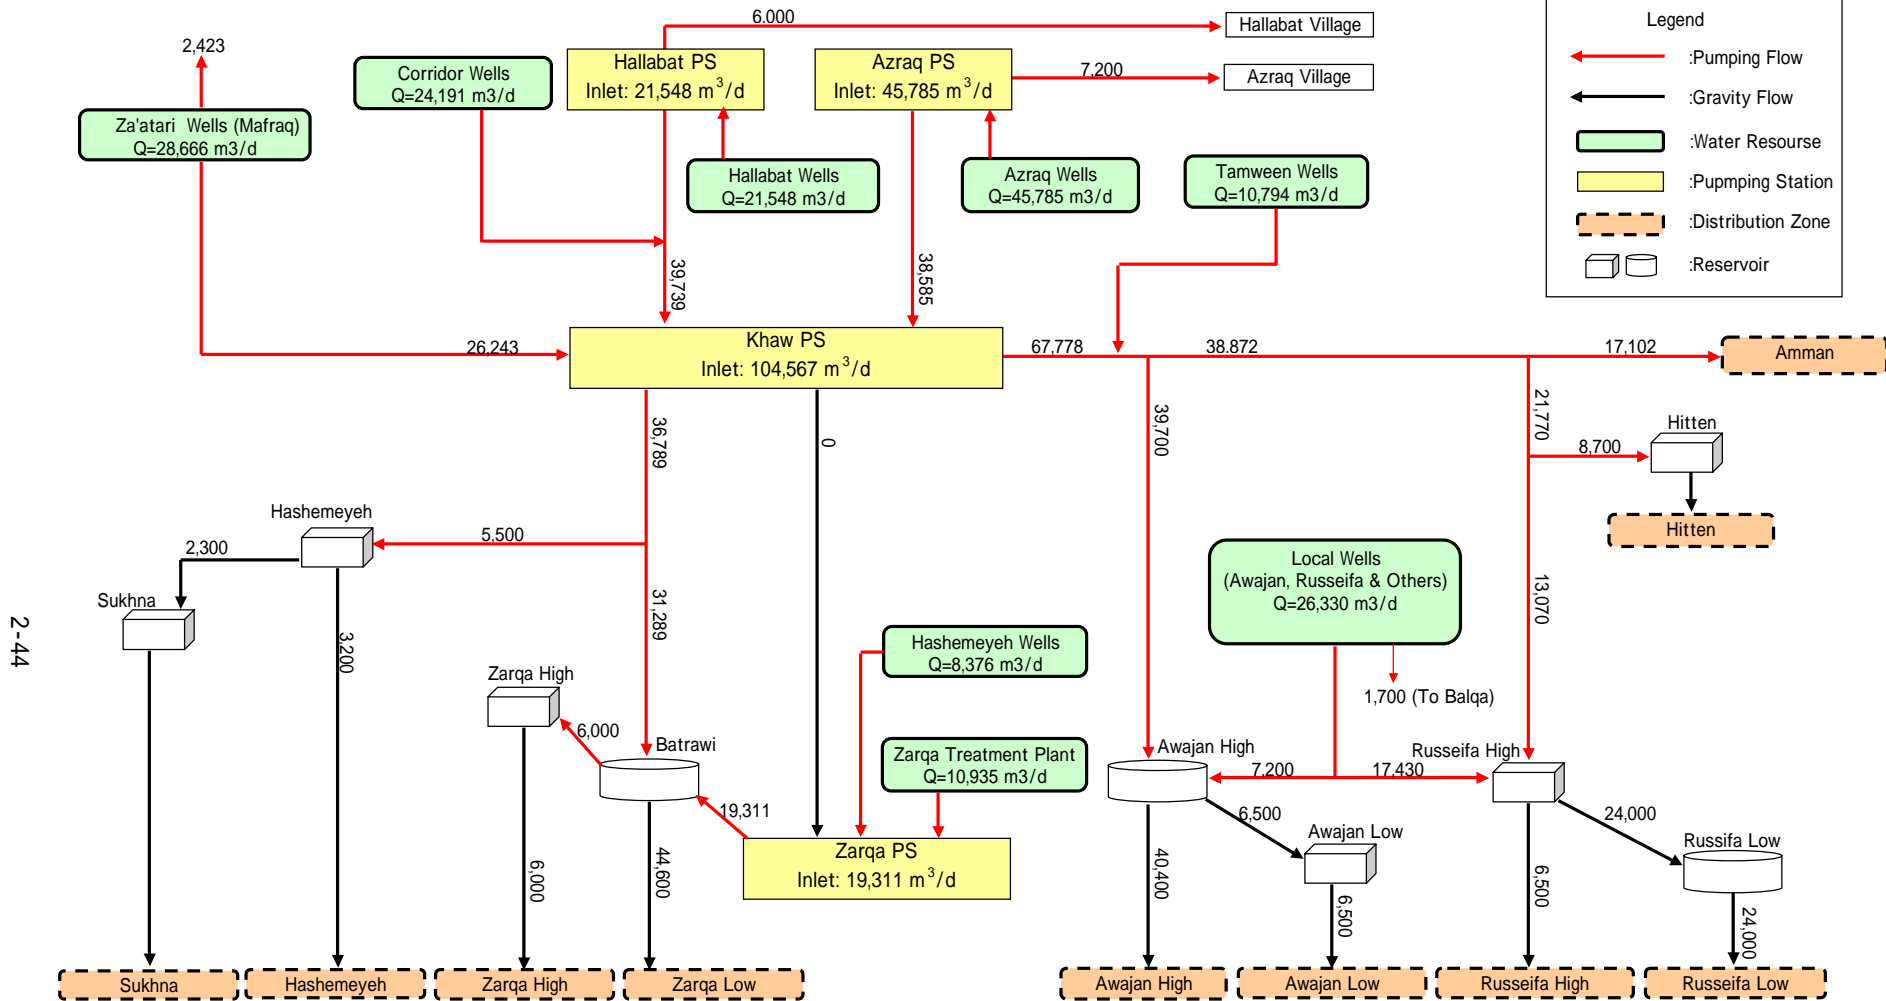 6.000
Hallabat Village
Legend
2,423
Corridor Wells
Q=24,191 m3/d
Hallabat PS
Inlet: 21,548 m³/d
Azraq PS
Inlet: 45,785 m³/d
7,200
Azraq Village
:Pumping Flow
:Gravity Flow
Za'atari Wells (Mafraq)
Q=28,666 m3/d
:Water Resourse
Hallabat Wells
Q=21,548 m3/d
Azraq Wells
Q=45,785 m3/d
Tamween Wells
Q=10,794 m3/d
:Pupmping Station
:Distribution Zone
:Reservoir
39,739
38,585
26,243
Khaw PS
Inlet: 104,567 m³/d
67,778
38.872
17,102
Amman
36,789
0
39,700
21,770
8,700
Hitten
Hitten
Hashemeyeh
5,500
2,300
Local Wells
(Awajan, Russeifa & Others)
Q=26,330 m3/d
Sukhna
31,289
13,070
2-44
3,200
Hashemeyeh Wells
Q=8,376 m3/d
Zarqa High
1,700 (To Balqa)
6,000
Batrawi
Zarqa Treatment Plant
Q=10,935 m3/d
Awajan High
Russeifa High
7,200
17,430
19,311
6,500
24,000
Awajan Low
Russifa Low
Zarqa PS
Inlet: 19,311 m³/d
6,000
44,600
40,400
6,500
6,500
24,000
Sukhna
Hashemeyeh
Zarqa High
Zarqa Low
Awajan High
Awajan Low
Russeifa High
Russeifa Low